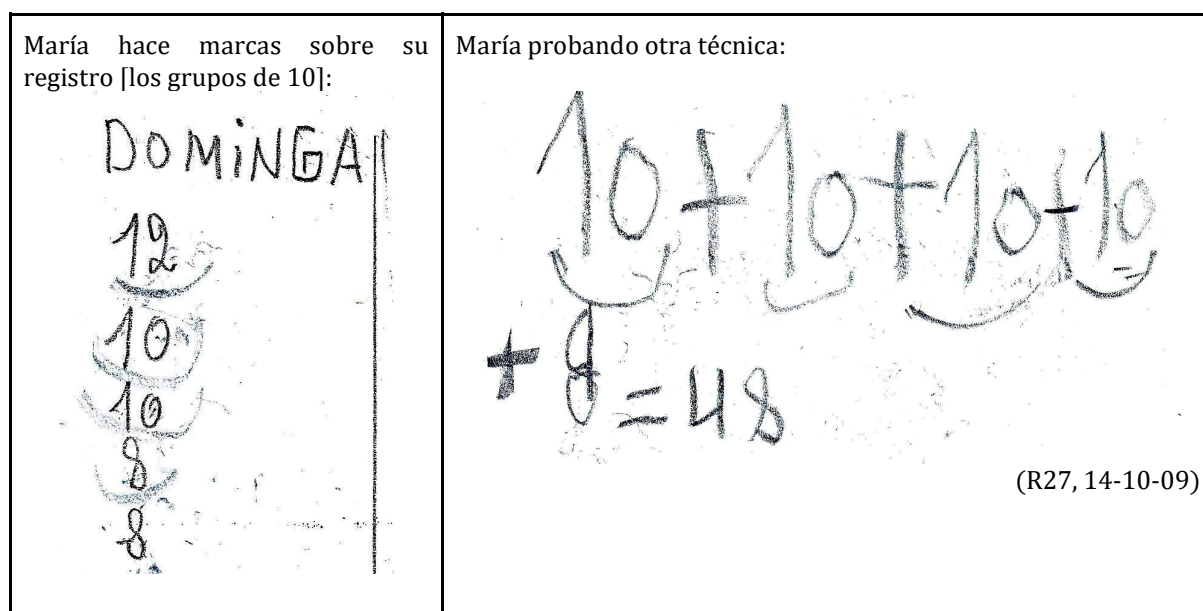 María hace marcas sobre su
registro [los grupos de 10]:
DOMiNGA
12
10
10
8
8
María probando otra técnica:
10+10+10+10
+8=48
(R27, 14-10-09)